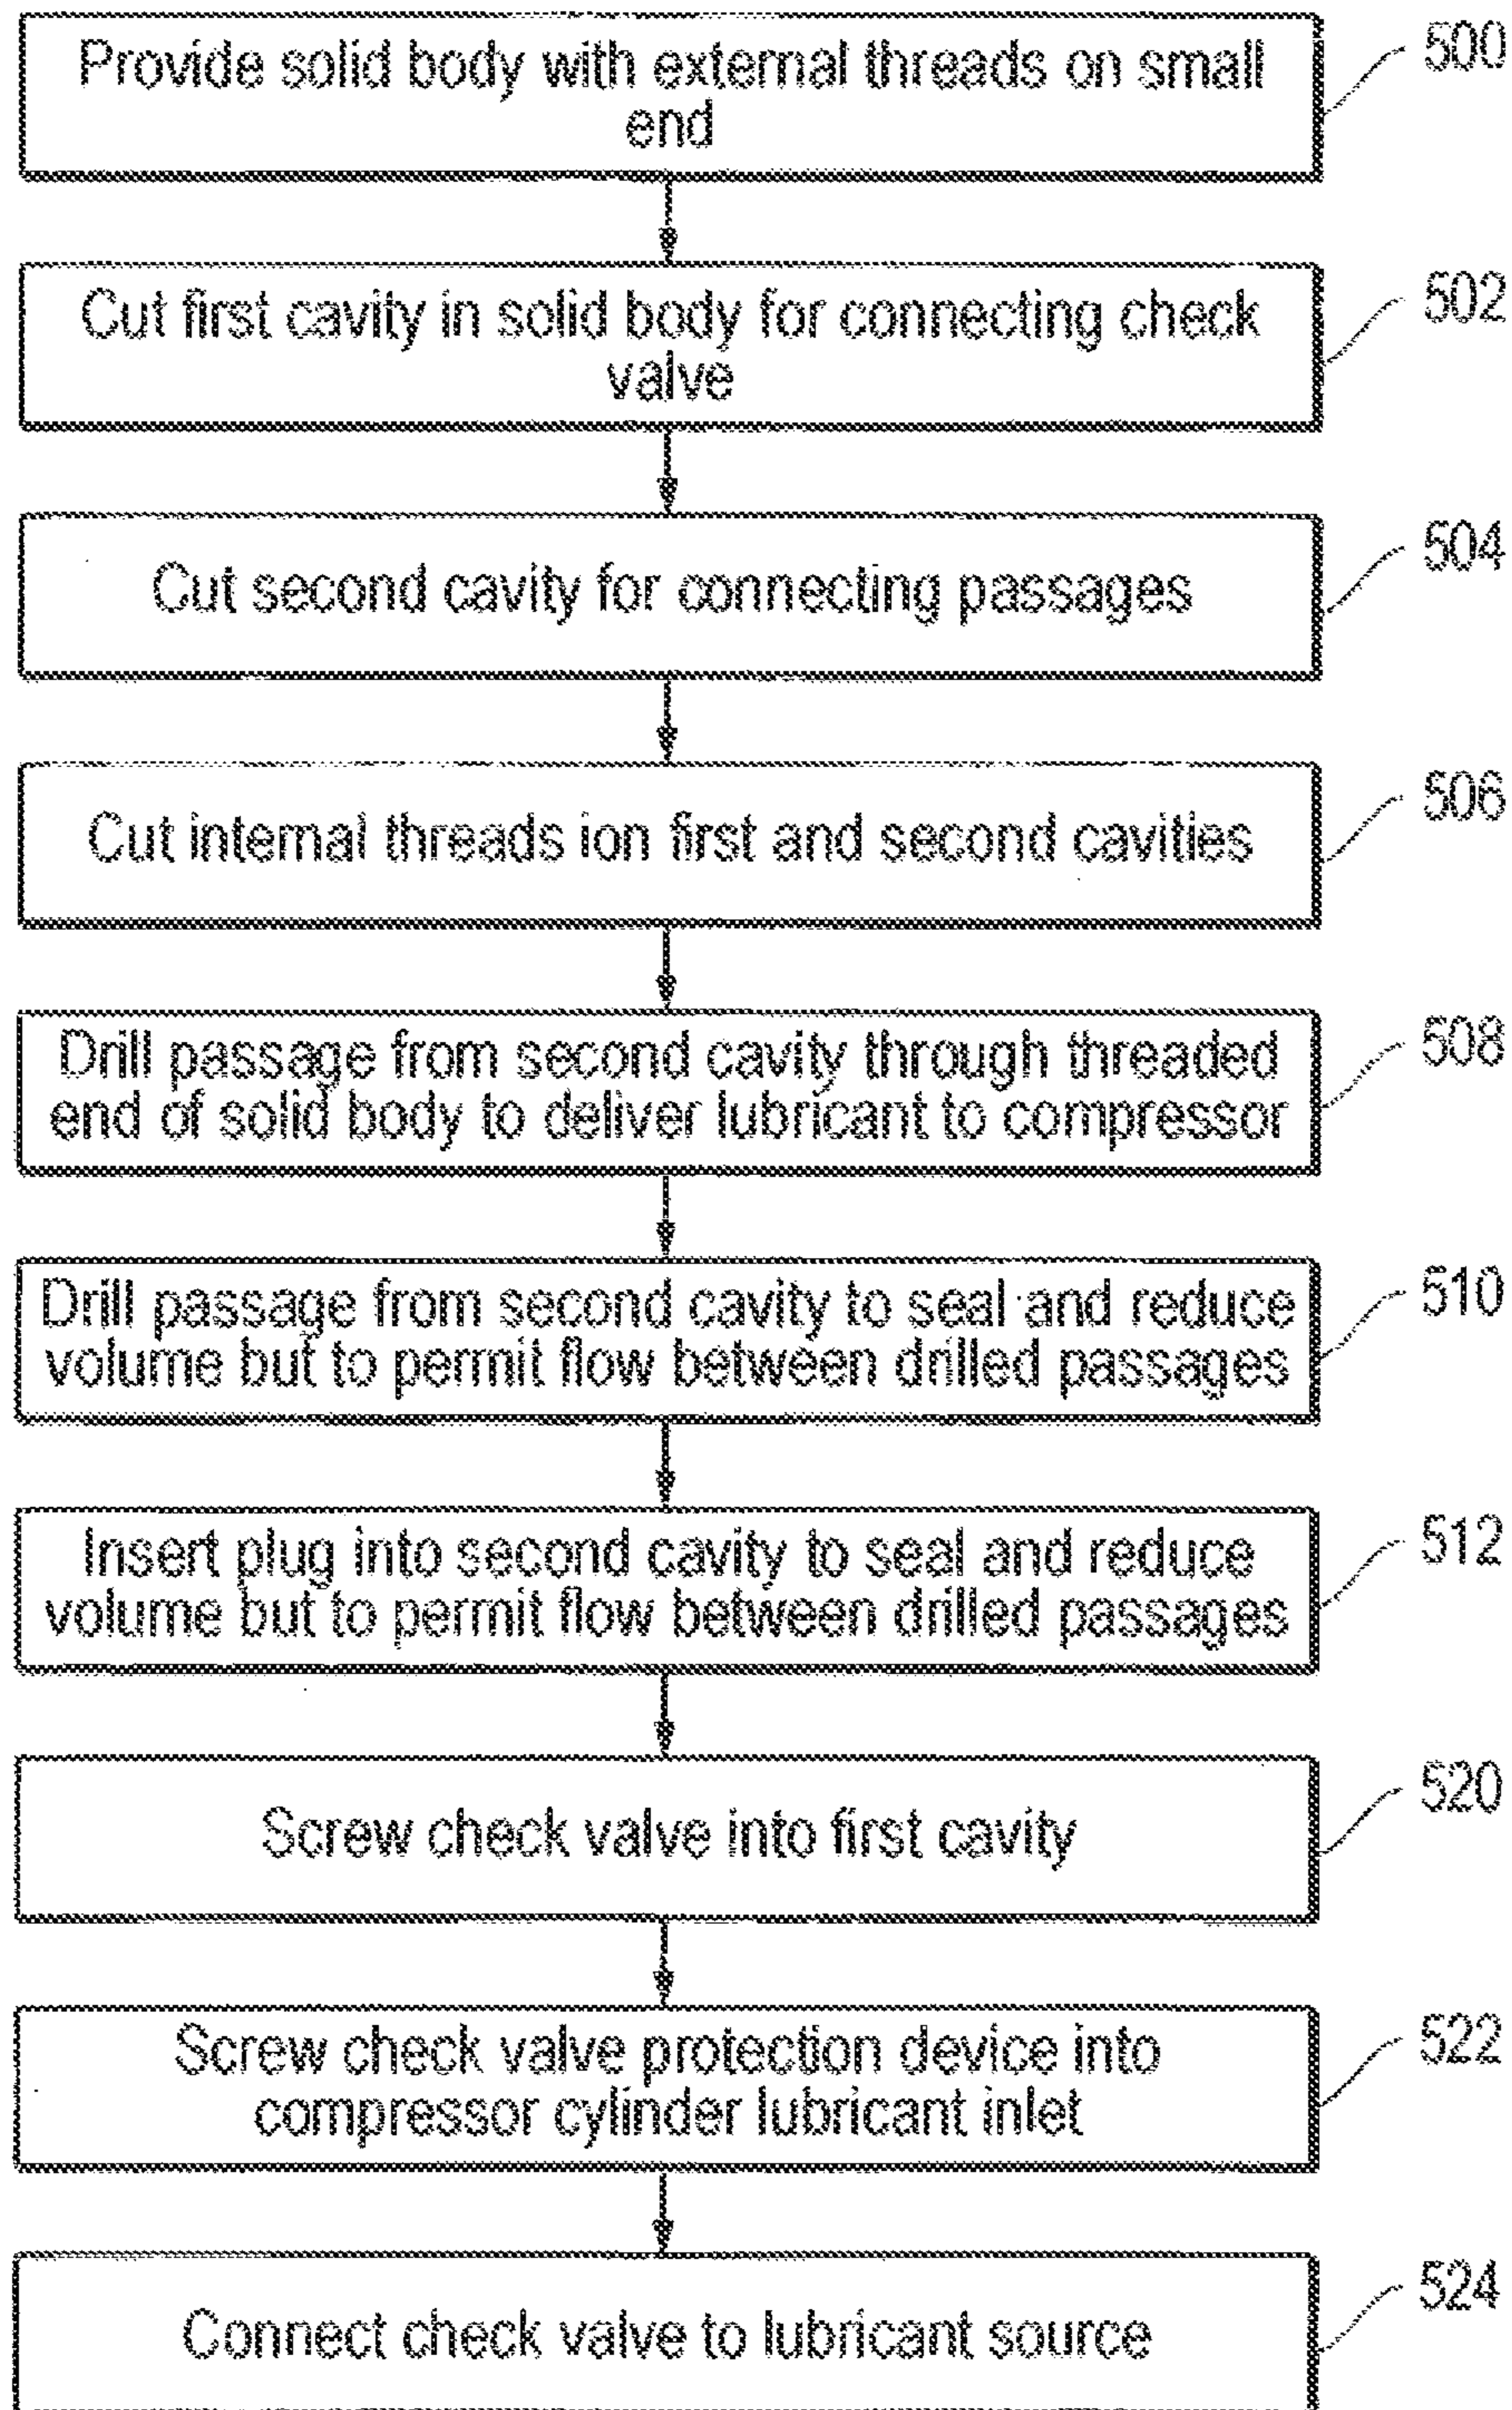 Provide solid body with external threads on small
end
500
Cut first cavity in solid body for connecting check
valve
502
Cut second cavity for connecting passages
504
Cut internal threads ion first and second cavities
506
Drill passage from second cavity through threaded
end of solid body to deliver lubricant to compressor
508
Drill passage from second cavity to seal and reduce
volume but to permit flow between drilled passages
510
Insert plug into second cavity to seal and reduce
volume but to permit flow between drilled passages
512
Screw check valve into first cavity
520
Screw check valve protection device into
compressor cylinder lubricant inlet
522
Connect check valve to lubricant source
524